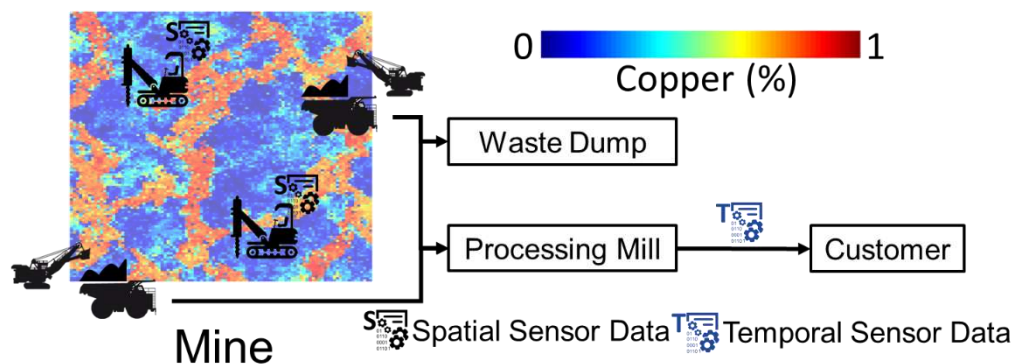 S
0
1
Copper (%)
Waste Dump
S
T
Processing Mill
Customer
Mine
S Spatial Sensor Data
T Temporal Sensor Data